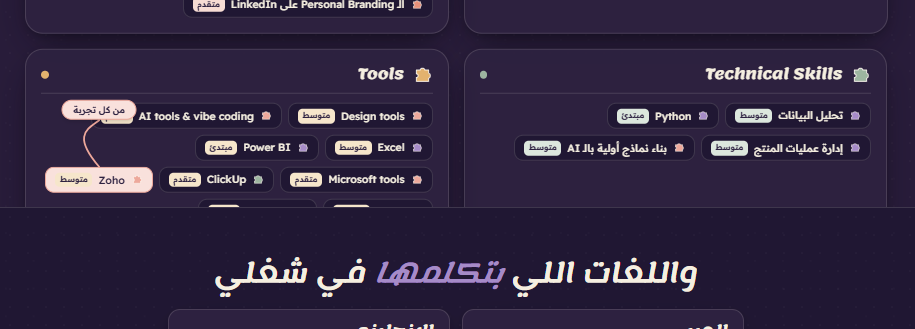 الـ Personal Branding على LinkedIn متقدم
Technical Skills
تحليل البيانات متوسط
Python مبتدئ
إدارة عمليات المنتج متوسط
بناء نماذج أولية بالـ AI متوسط
Tools
Design tools متوسط
AI tools & vibe coding
من كل تجربة
Excel متوسط
Power BI مبتدئ
Microsoft tools متقدم
ClickUp متقدم
Zoho متوسط
واللغات اللي بتكلمها في شغلي